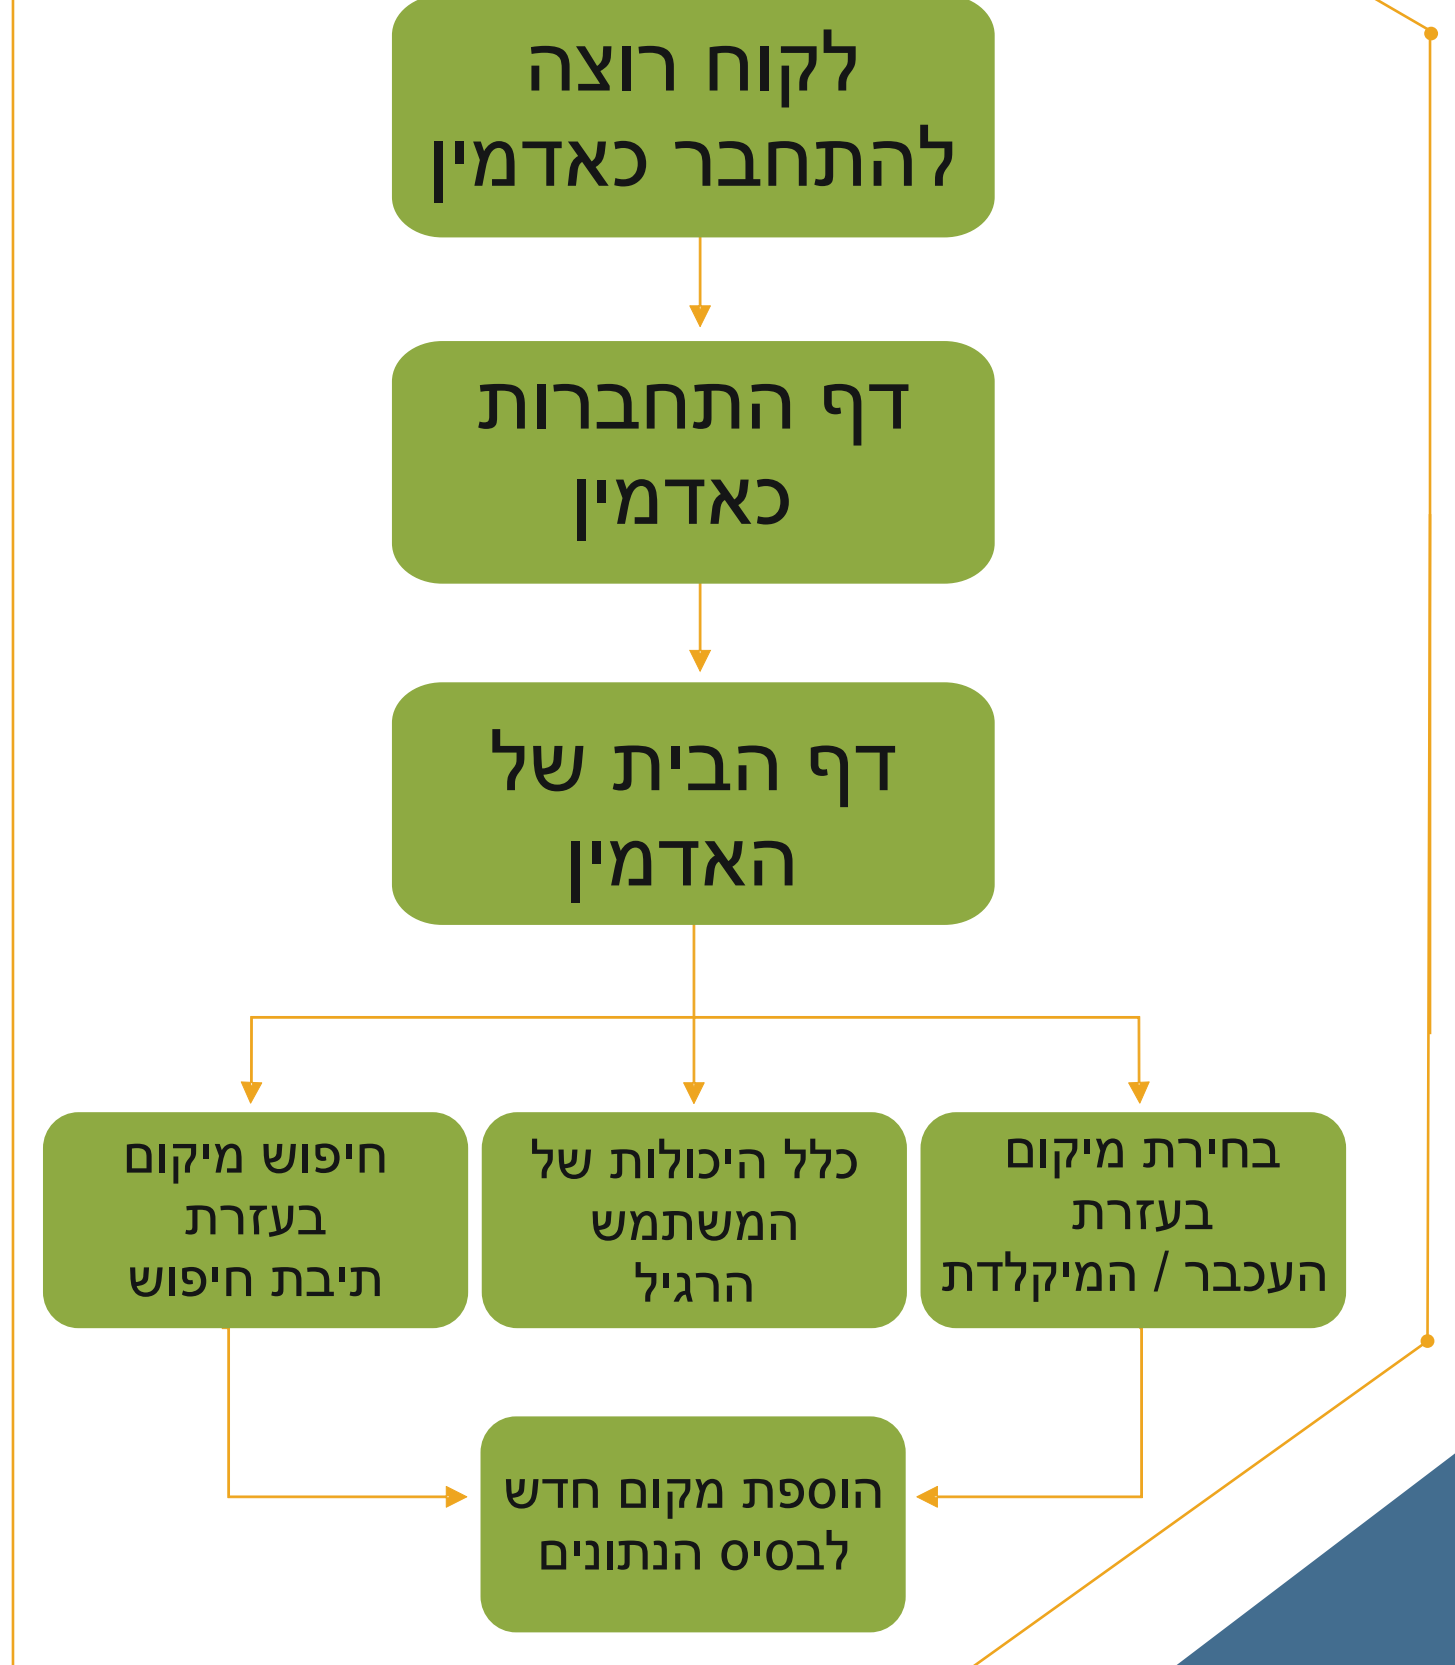 לקוח רוצה
להתחבר כאדמין
דף התחברות
כאדמין
דף הבית של
האדמין
בחירת מיקום
בעזרת
העכבר / המיקלדת
כלל היכולות של
המשתמש
הרגיל
חיפוש מיקום
בעזרת
תיבת חיפוש
הוספת מקום חדש
לבסיס הנתונים